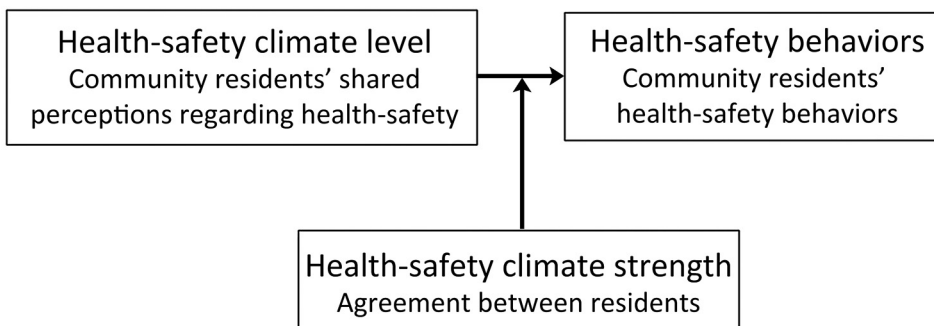 Health-safety climate level
Community residents' shared
perceptions regarding health-safety
Health-safety behaviors
Community residents'
health-safety behaviors
Health-safety climate strength
Agreement between residents